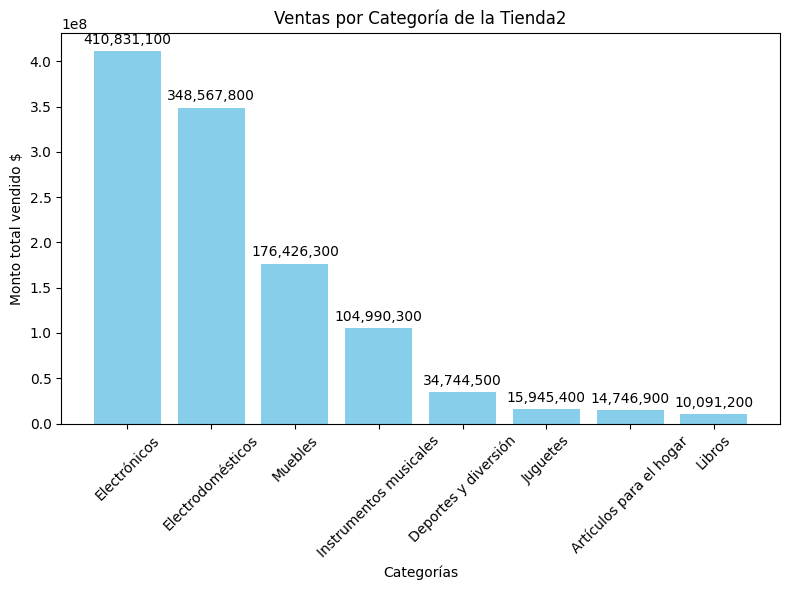 Ventas por Categoría de la Tienda2
1e8
410,831,100
348,567,800
176,426,300
104,990,300
34,744,500
15,945,400
14,746,900
10,091,200
4.0
3.5
3.0
2.5
2.0
1.5
1.0
0.5
0.0
Monto total vendido $
Electrónicos
Electrodomésticos
Muebles
Instrumentos musicales
Deportes y diversión
Juguetes
Artículos para el hogar
Libros
Categorías